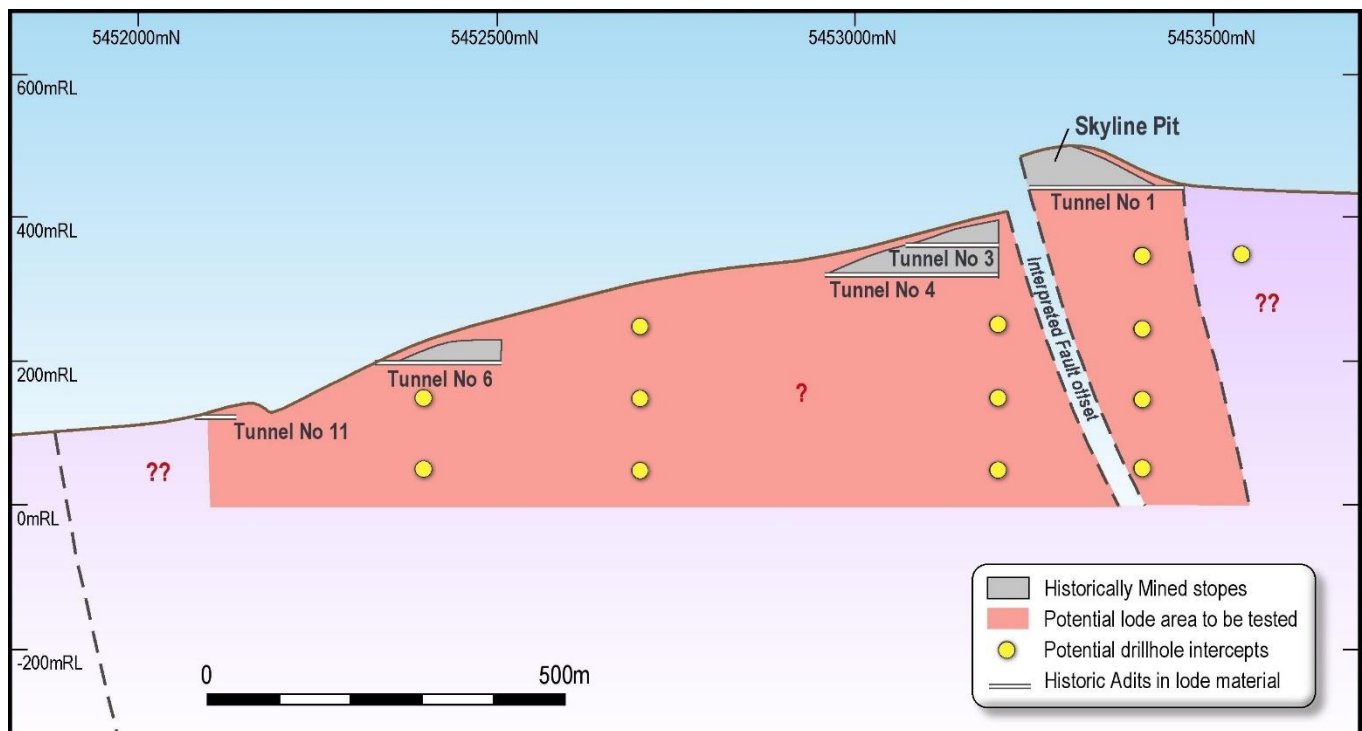 5452000mN
5452500mN
5453000mN
5453500mN
600mRL
Skyline Pit
Tunnel No 1
400mRL
Tunnel No 3
Tunnel No 4
Interpreted Fault offset
??
200mRL
Tunnel No 6
?
Tunnel No 11
??
0mRL
Historically Mined stopes
Potential lode area to be tested
Potential drillhole intercepts
Historic Adits in lode material
-200mRL
0
500m